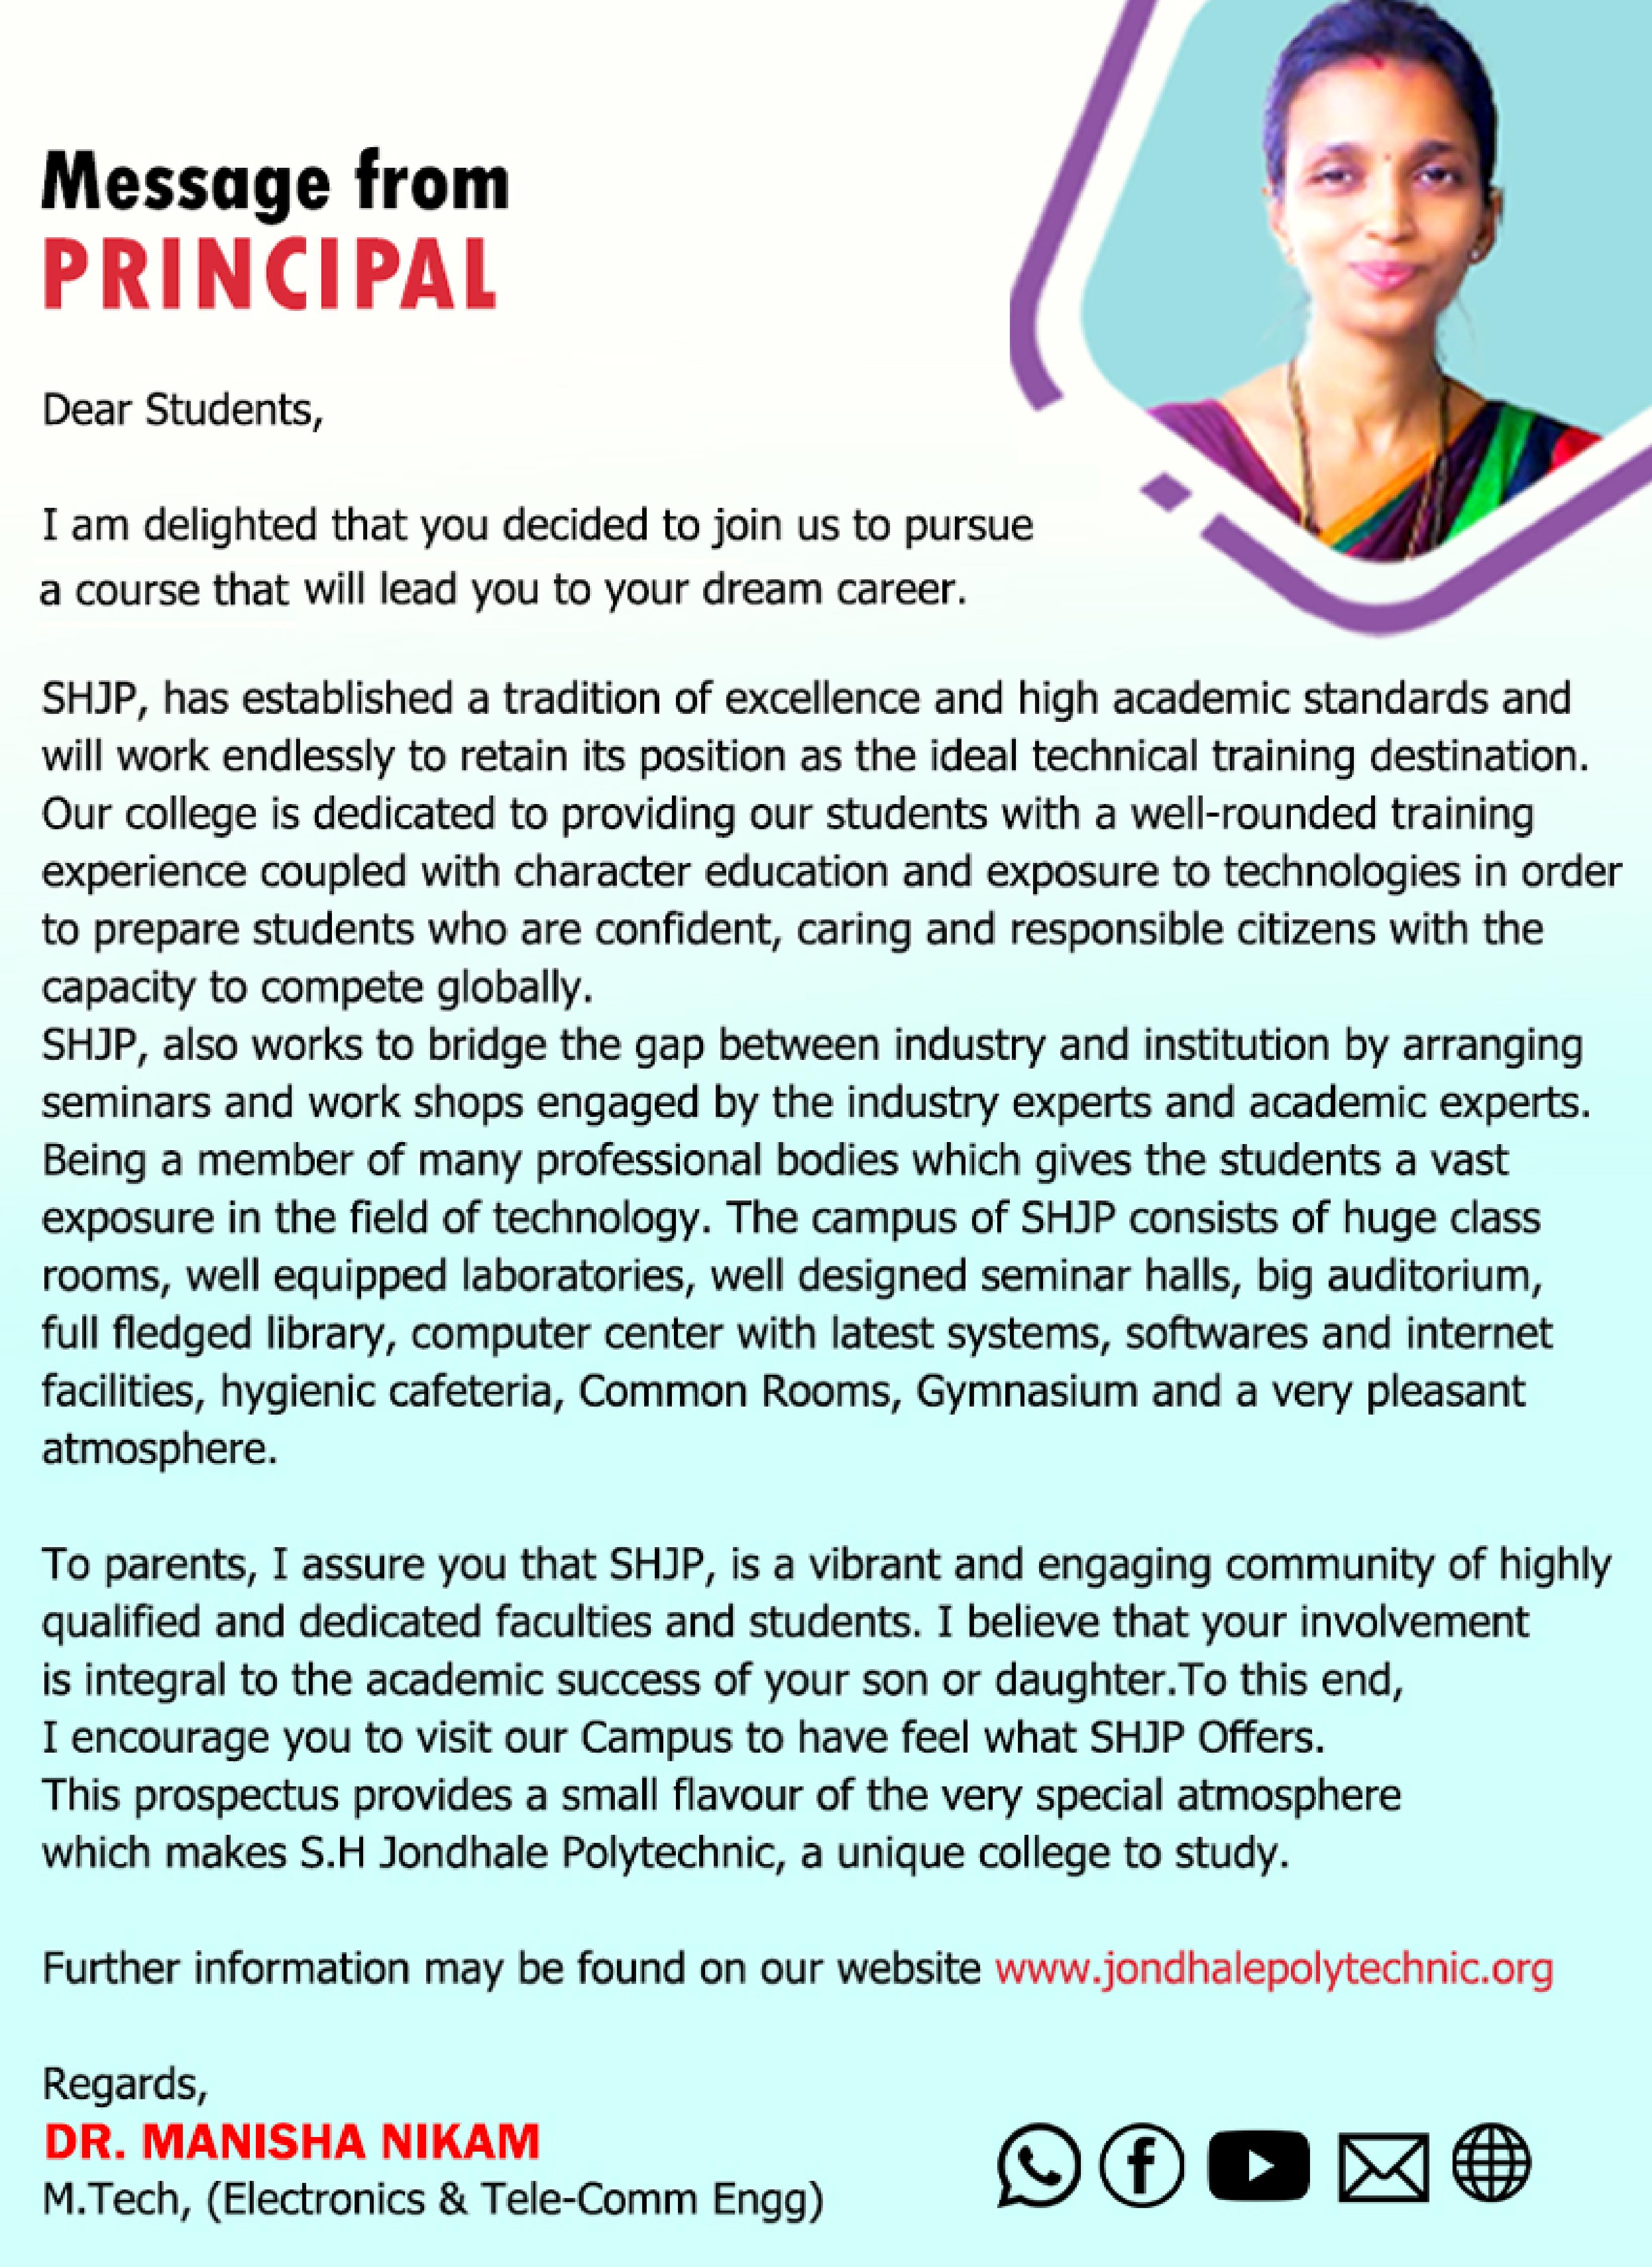 Message from
PRINCIPAL
Dear Students,
I am delighted that you decided to join us to pursue
a course that will lead you to your dream career.
SHJP, has established a tradition of excellence and high academic standards and
will work endlessly to retain its position as the ideal technical training destination.
Our college is dedicated to providing our students with a well-rounded training
experience coupled with character education and exposure to technologies in order
to prepare students who are confident, caring and responsible citizens with the
capacity to compete globally.
SHJP, also works to bridge the gap between industry and institution by arranging
seminars and work shops engaged by the industry experts and academic experts.
Being a member of many professional bodies which gives the students a vast
exposure in the field of technology. The campus of SHJP consists of huge class
rooms, well equipped laboratories, well designed seminar halls, big auditorium,
full fledged library, computer center with latest systems, softwares and internet
facilities, hygienic cafeteria, Common Rooms, Gymnasium and a very pleasant
atmosphere.
To parents, I assure you that SHJP, is a vibrant and engaging community of highly
qualified and dedicated faculties and students. I believe that your involvement
is integral to the academic success of your son or daughter.To this end,
I encourage you to visit our Campus to have feel what SHJP Offers.
This prospectus provides a small flavour of the very special atmosphere
which makes S.H Jondhale Polytechnic, a unique college to study.
Further information may be found on our website www.jondhalepolytechnic.org
Regards,
DR. MANISHA NIKAM
M.Tech, (Electronics & Tele-Comm Engg)